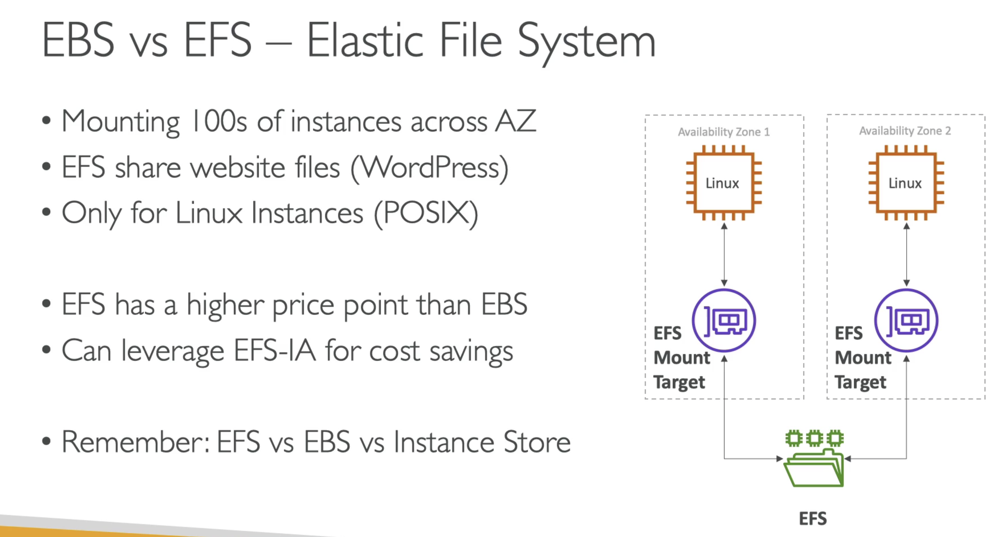 EBS vs EFS – Elastic File System
• Mounting 100s of instances across AZ
• EFS share website files (WordPress)
• Only for Linux Instances (POSIX)
• EFS has a higher price point than EBS
• Can leverage EFS-IA for cost savings
• Remember: EFS vs EBS vs Instance Store
Availability Zone 1
Linux
EFS
Mount
Target
Availability Zone 2
Linux
EFS
Mount
Target
EFS